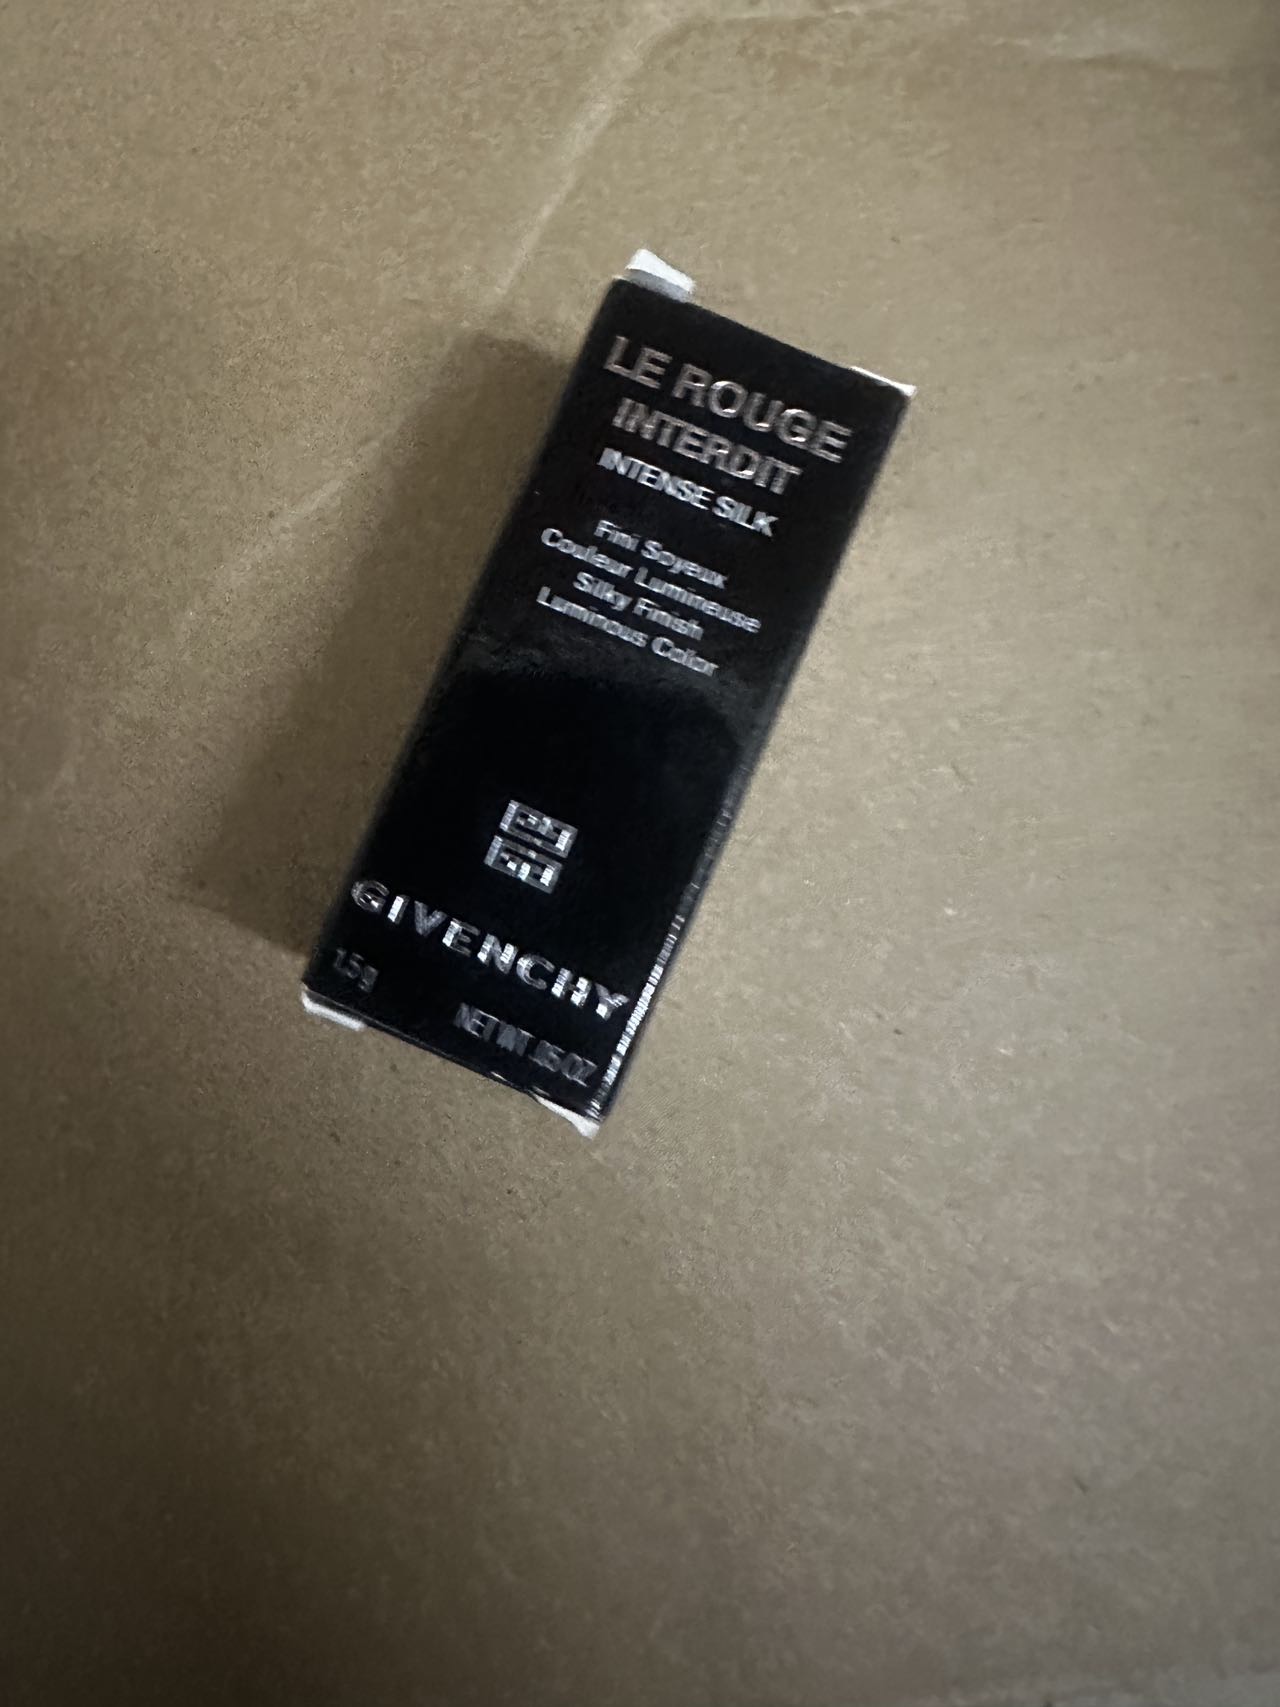 LE ROUGE
INTERDIT
INTENSE SILK
Fini Soyeux
Couleur Lumineuse
Silky Finish
Luminous Color
GIVENCHY
1.5g
NET WT. .05 OZ